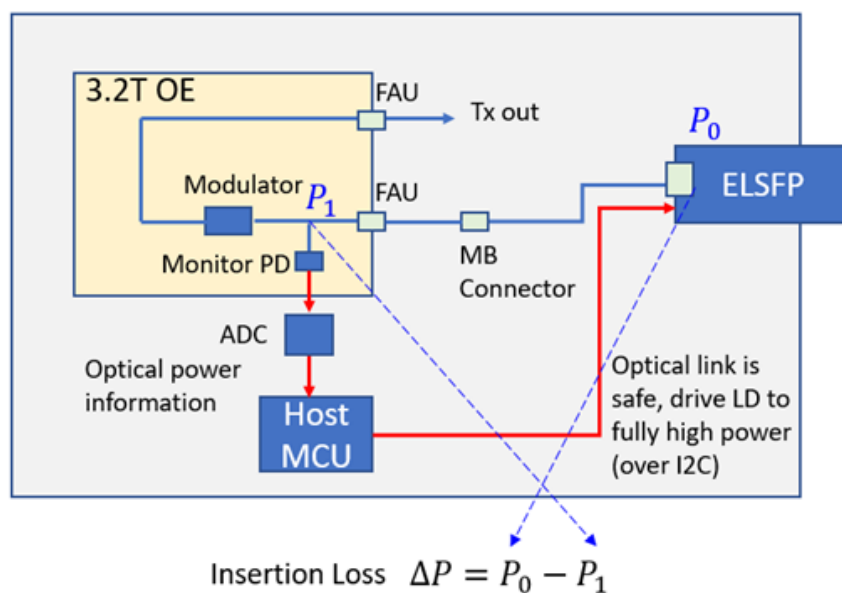 3.2T OE
FAU
Tx out
P₀
ELSFP
Modulator
P₁
FAU
Monitor PD
MB
Connector
ADC
Optical power
information
Host
MCU
Optical link is
safe, drive LD to
fully high power
(over I2C)
Insertion Loss ΔP = P₀ − P₁